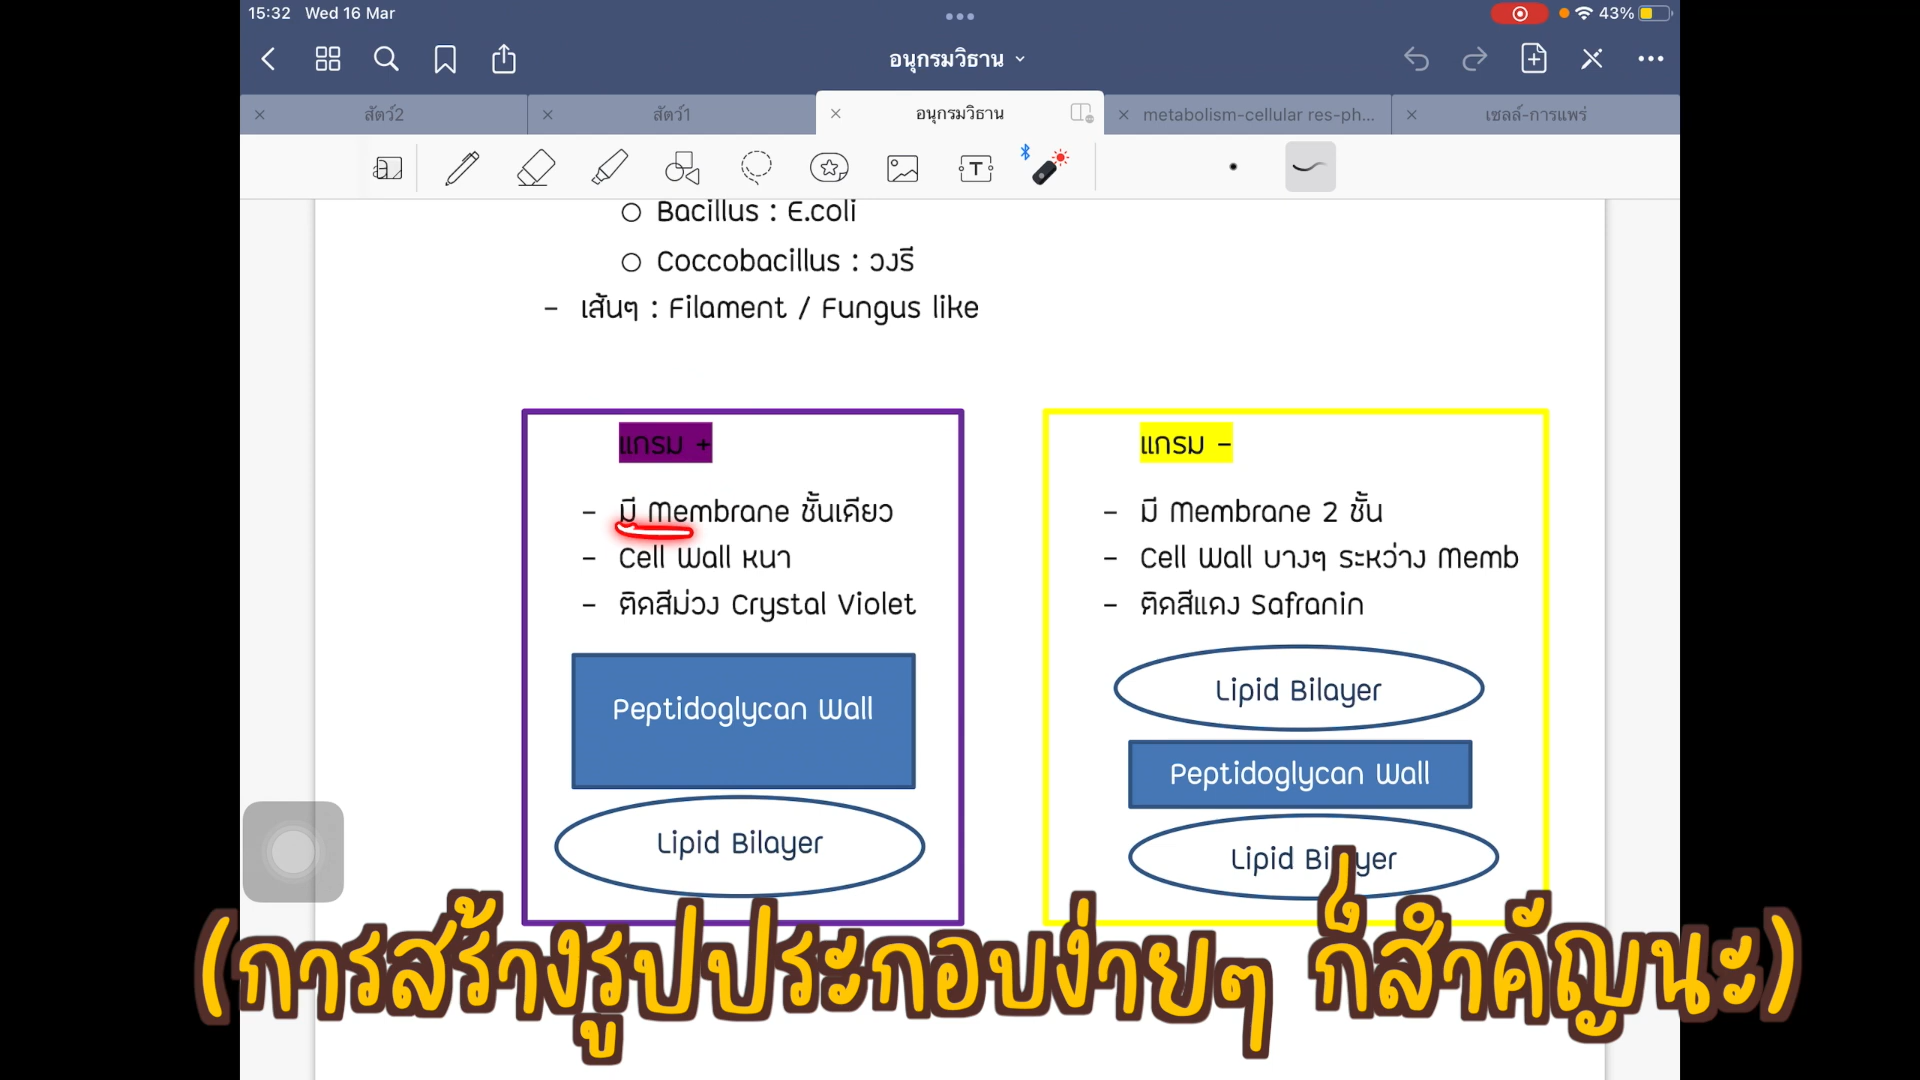 15:32 Wed 16 Mar
43%
อนุกรมวิธาน
สัตว์2
สัตว์1
อนุกรมวิธาน
metabolism-cellular res-ph...
เซลล์-การแพร่
Bacillus : E.coli
Coccobacillus : วงรี
- เส้นๆ : Filament / Fungus like
แกรม +
- มี Membrane ชั้นเดียว
- Cell Wall หนา
- ติดสีม่วง Crystal Violet
Peptidoglycan Wall
Lipid Bilayer
แกรม -
- มี Membrane 2 ชั้น
- Cell Wall บางๆ ระหว่าง Memb
- ติดสีแดง Safranin
Lipid Bilayer
Peptidoglycan Wall
Lipid Bilayer
(การสร้างรูปประกอบง่ายๆ ก็สำคัญนะ)